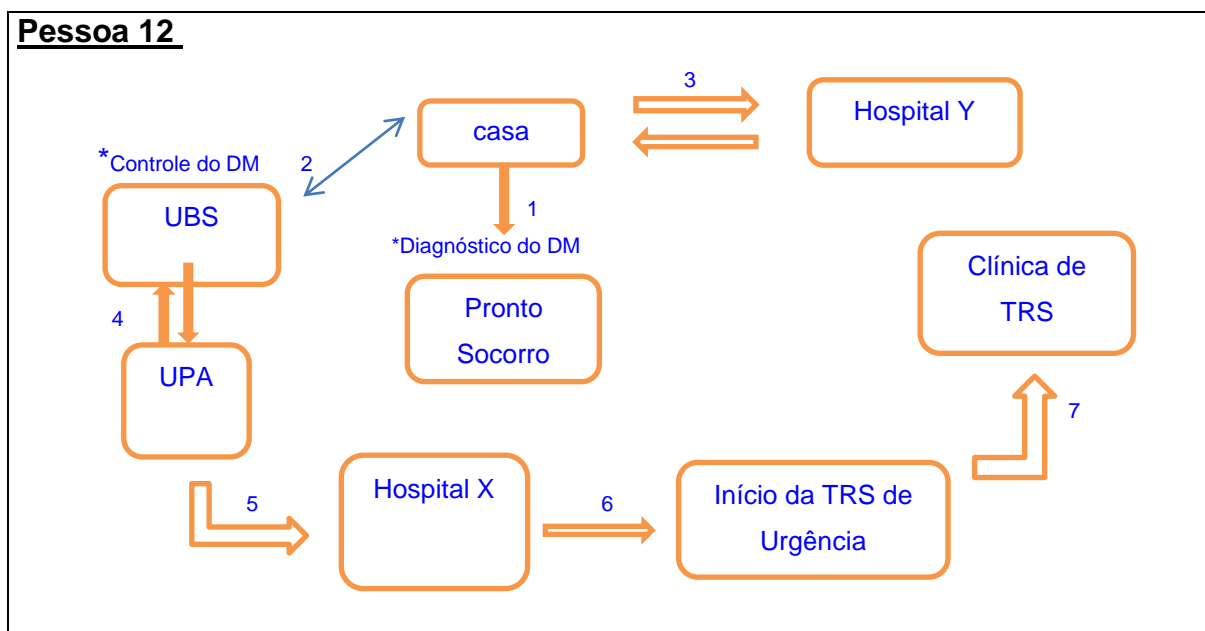 Pessoa 12
3
Hospital Y
casa
*Controle do DM
2
UBS
1
*Diagnóstico do DM
Pronto
Socorro
Clínica de
TRS
4
UPA
7
5
Hospital X
6
Início da TRS de
Urgência